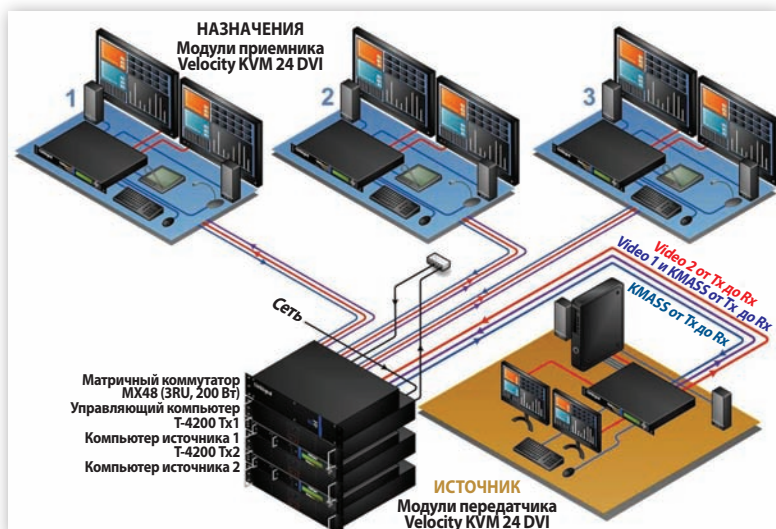 НАЗНАЧЕНИЯ
Модули приемника
Velocity KVM 24 DVI
1
2
3
Video 2 от Tx до Rx
Video 1 и KMASS от Tx до Rx
KMASS от Tx до Rx
Сеть
Матричный коммутатор
MX48 (3RU, 200 Вт)
Управляющий компьютер
T-4200 Tx1
Компьютер источника 1
T-4200 Tx2
Компьютер источника 2
ИСТОЧНИК
Модули передатчика
Velocity KVM 24 DVI